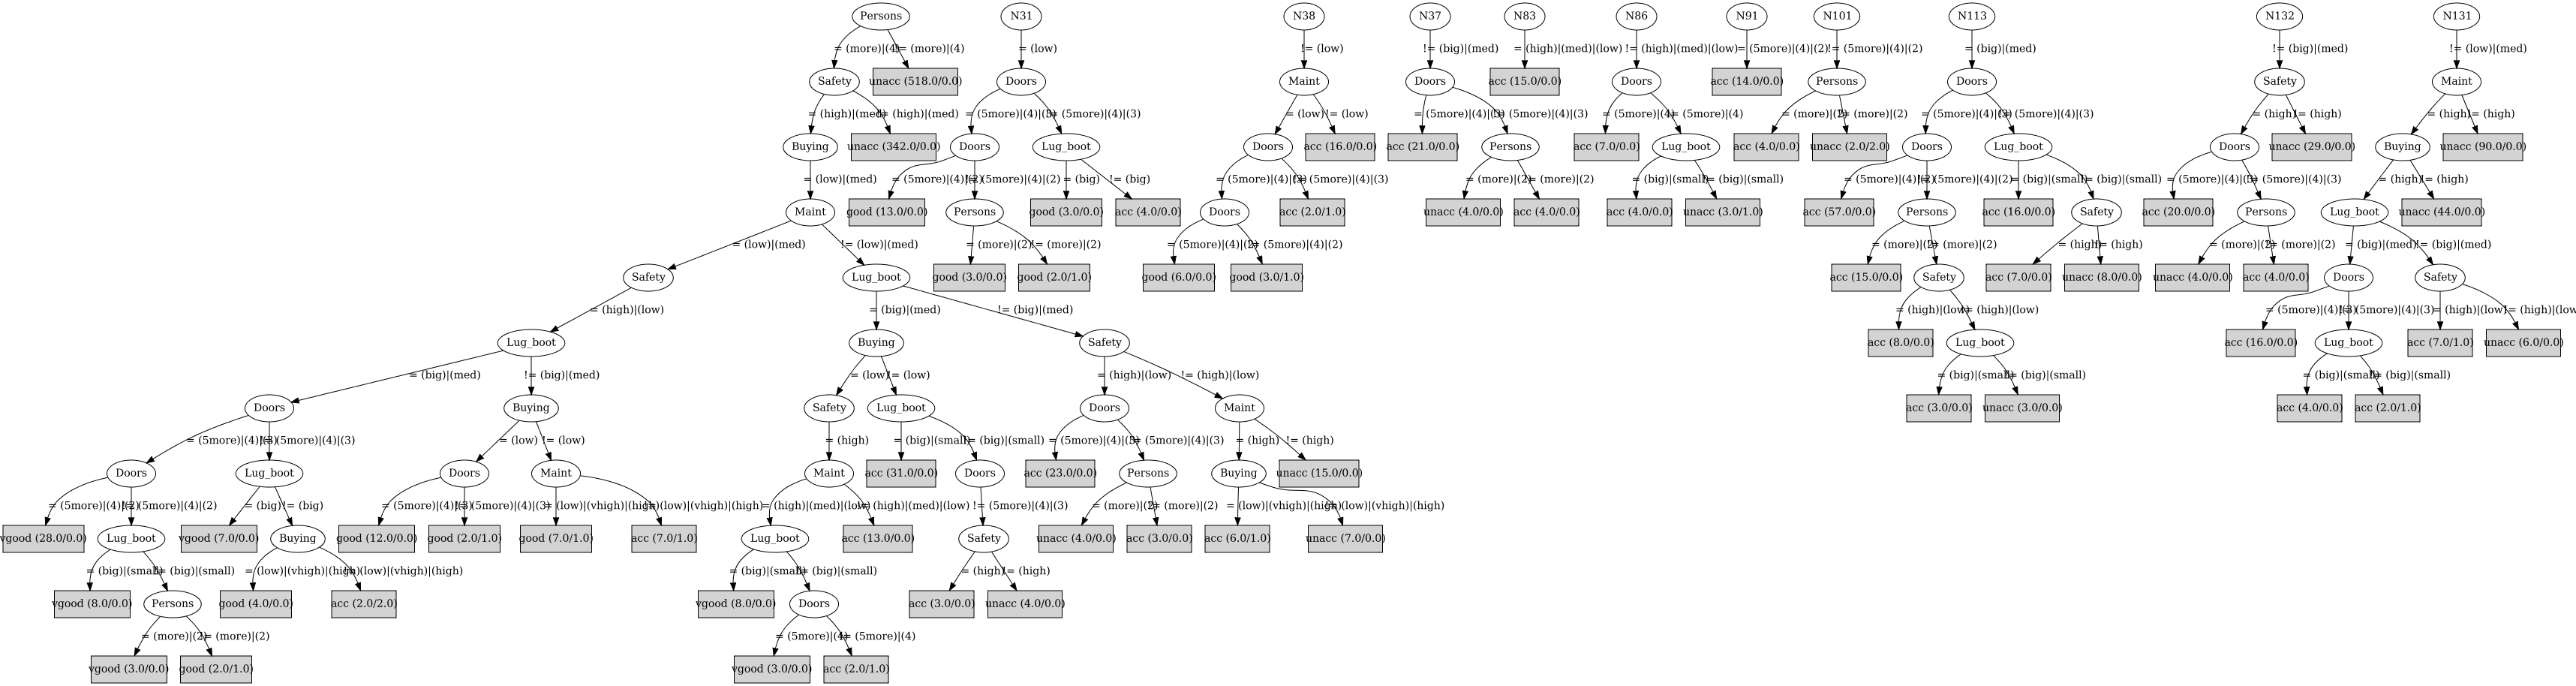 Persons N31 N38 N37 N83 N86 N91 N101 N113 N132 N131
= (more)|(4) != (more)|(4) = (low) != (low) != (big)|(med) = (high)|(med)|(low) != (high)|(med)|(low) = (5more)|(4)|(2) != (5more)|(4)|(2) = (big)|(med) != (big)|(med) != (low)|(med)
Safety unacc (518.0/0.0) Doors Maint Doors acc (15.0/0.0) Doors acc (14.0/0.0) Persons Doors Safety Maint
= (high)|(med) != (high)|(med) = (5more)|(4)|(3) != (5more)|(4)|(3) = (low) != (low) = (5more)|(4)|(3) != (5more)|(4)|(3) = (5more)|(4) != (5more)|(4) = (more)|(2) != (more)|(2) = (5more)|(4)|(3) != (5more)|(4)|(3) = (high) != (high) = (high) != (high)
Buying unacc (342.0/0.0) Doors Lug_boot Doors acc (16.0/0.0) acc (21.0/0.0) Persons acc (7.0/0.0) Lug_boot acc (4.0/0.0) unacc (2.0/2.0) Doors Lug_boot Doors unacc (29.0/0.0) Buying unacc (90.0/0.0)
= (low)|(med) = (5more)|(4)|(2) != (5more)|(4)|(2) = (big) != (big) = (5more)|(4)|(3) != (5more)|(4)|(3) = (more)|(2) != (more)|(2) = (big)|(small) != (big)|(small) = (5more)|(4)|(2) != (5more)|(4)|(2) = (big)|(small) != (big)|(small) = (5more)|(4)|(3) != (5more)|(4)|(3) = (high) != (high)
Maint good (13.0/0.0) Persons good (3.0/0.0) acc (4.0/0.0) Doors acc (2.0/1.0) unacc (4.0/0.0) acc (4.0/0.0) acc (4.0/0.0) unacc (3.0/1.0) acc (57.0/0.0) Persons acc (16.0/0.0) Safety acc (20.0/0.0) Persons Lug_boot unacc (44.0/0.0)
= (low)|(med) != (low)|(med) = (more)|(2) != (more)|(2) = (5more)|(4)|(2) != (5more)|(4)|(2) = (more)|(2) != (more)|(2) = (high) != (high) = (more)|(2) != (more)|(2) = (big)|(med) != (big)|(med)
Safety Lug_boot good (3.0/0.0) good (2.0/1.0) good (6.0/0.0) good (3.0/1.0) acc (15.0/0.0) Safety acc (7.0/0.0) unacc (8.0/0.0) unacc (4.0/0.0) acc (4.0/0.0) Doors Safety
= (high)|(low) = (big)|(med) != (big)|(med) = (high)|(low) != (high)|(low) = (5more)|(4)|(3) != (5more)|(4)|(3) = (high)|(low) != (high)|(low)
Lug_boot Buying Safety acc (8.0/0.0) Lug_boot acc (16.0/0.0) Lug_boot acc (7.0/1.0) unacc (6.0/0.0)
= (big)|(med) != (big)|(med) = (low) != (low) = (high)|(low) != (high)|(low) = (big)|(small) != (big)|(small) = (big)|(small) != (big)|(small)
Doors Buying Safety Lug_boot Doors Maint acc (3.0/0.0) unacc (3.0/0.0) acc (4.0/0.0) acc (2.0/1.0)
= (5more)|(4)|(3) != (5more)|(4)|(3) = (low) != (low) = (high) = (big)|(small) != (big)|(small) = (5more)|(4)|(3) != (5more)|(4)|(3) = (high) != (high)
Doors Lug_boot Doors Maint Maint acc (31.0/0.0) Doors acc (23.0/0.0) Persons Buying unacc (15.0/0.0)
= (5more)|(4)|(2) != (5more)|(4)|(2) = (big) != (big) = (5more)|(4)|(3) != (5more)|(4)|(3) = (low)|(vhigh)|(high) != (low)|(vhigh)|(high) = (high)|(med)|(low) != (high)|(med)|(low) != (5more)|(4)|(3) = (more)|(2) != (more)|(2) = (low)|(vhigh)|(high) != (low)|(vhigh)|(high)
vgood (28.0/0.0) Lug_boot vgood (7.0/0.0) Buying good (12.0/0.0) good (2.0/1.0) good (7.0/1.0) acc (7.0/1.0) Lug_boot acc (13.0/0.0) Safety unacc (4.0/0.0) acc (3.0/0.0) acc (6.0/1.0) unacc (7.0/0.0)
= (big)|(small) != (big)|(small) = (low)|(vhigh)|(high) != (low)|(vhigh)|(high) = (big)|(small) != (big)|(small) = (high) != (high)
vgood (8.0/0.0) Persons good (4.0/0.0) acc (2.0/2.0) vgood (8.0/0.0) Doors acc (3.0/0.0) unacc (4.0/0.0)
= (more)|(2) != (more)|(2) = (5more)|(4) != (5more)|(4)
vgood (3.0/0.0) good (2.0/1.0) vgood (3.0/0.0) acc (2.0/1.0)